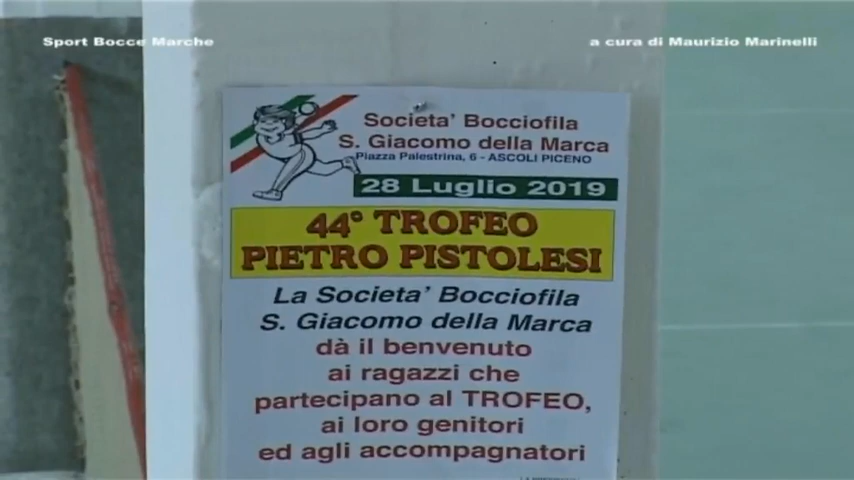 Sport Bocce Marche
a cura di Maurizio Marinelli
Societa' Bocciofila
S. Giacomo della Marca
Piazza Palestrina, 6 - ASCOLI PICENO
28 Luglio 2019
44° TROFEO
PIETRO PISTOLESI
La Societa' Bocciofila
S. Giacomo della Marca
dà il benvenuto
ai ragazzi che
partecipano al TROFEO,
ai loro genitori
ed agli accompagnatori